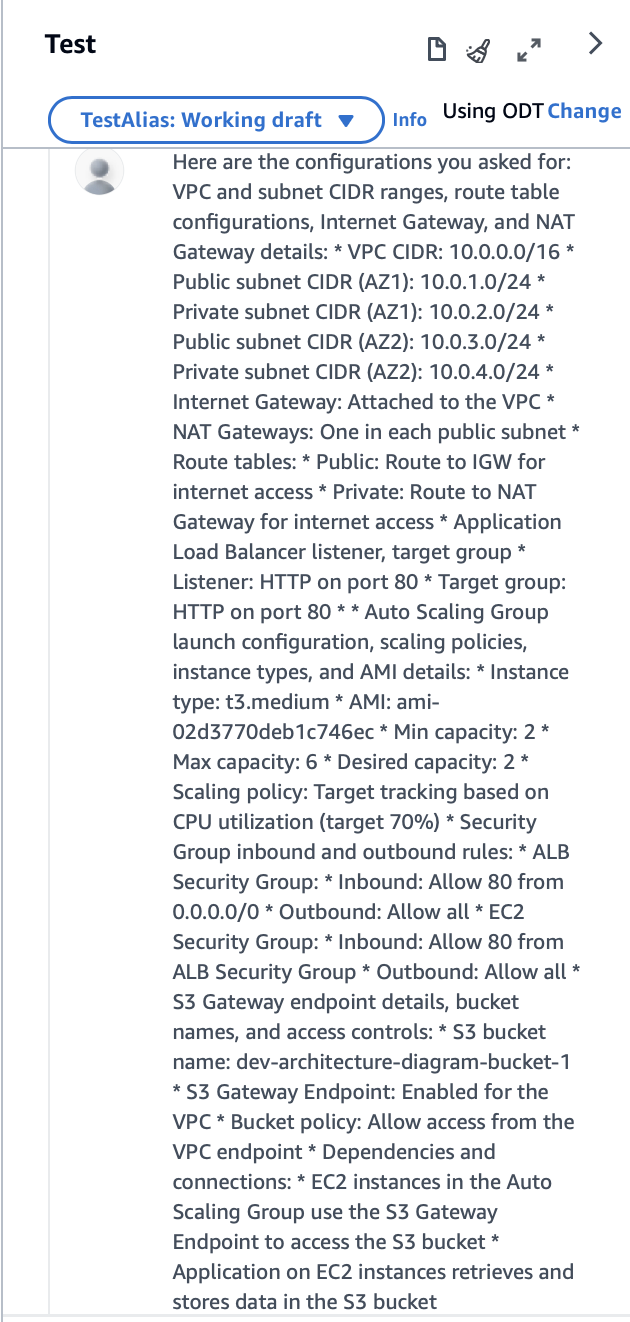 Test
TestAlias: Working draft
Info
Using ODT Change
Here are the configurations you asked for:
VPC and subnet CIDR ranges, route table
configurations, Internet Gateway, and NAT
Gateway details: * VPC CIDR: 10.0.0.0/16 *
Public subnet CIDR (AZ1): 10.0.1.0/24 *
Private subnet CIDR (AZ1): 10.0.2.0/24 *
Public subnet CIDR (AZ2): 10.0.3.0/24 *
Private subnet CIDR (AZ2): 10.0.4.0/24 *
Internet Gateway: Attached to the VPC *
NAT Gateways: One in each public subnet *
Route tables: * Public: Route to IGW for
internet access * Private: Route to NAT
Gateway for internet access * Application
Load Balancer listener, target group *
Listener: HTTP on port 80 * Target group:
HTTP on port 80 * * Auto Scaling Group
launch configuration, scaling policies,
instance types, and AMI details: * Instance
type: t3.medium * AMI: ami-
02d3770deb1c746ec * Min capacity: 2 *
Max capacity: 6 * Desired capacity: 2 *
Scaling policy: Target tracking based on
CPU utilization (target 70%) * Security
Group inbound and outbound rules: * ALB
Security Group: * Inbound: Allow 80 from
0.0.0.0/0 * Outbound: Allow all * EC2
Security Group: * Inbound: Allow 80 from
ALB Security Group * Outbound: Allow all *
S3 Gateway endpoint details, bucket
names, and access controls: * S3 bucket
name: dev-architecture-diagram-bucket-1
* S3 Gateway Endpoint: Enabled for the
VPC * Bucket policy: Allow access from the
VPC endpoint * Dependencies and
connections: * EC2 instances in the Auto
Scaling Group use the S3 Gateway
Endpoint to access the S3 bucket *
Application on EC2 instances retrieves and
stores data in the S3 bucket